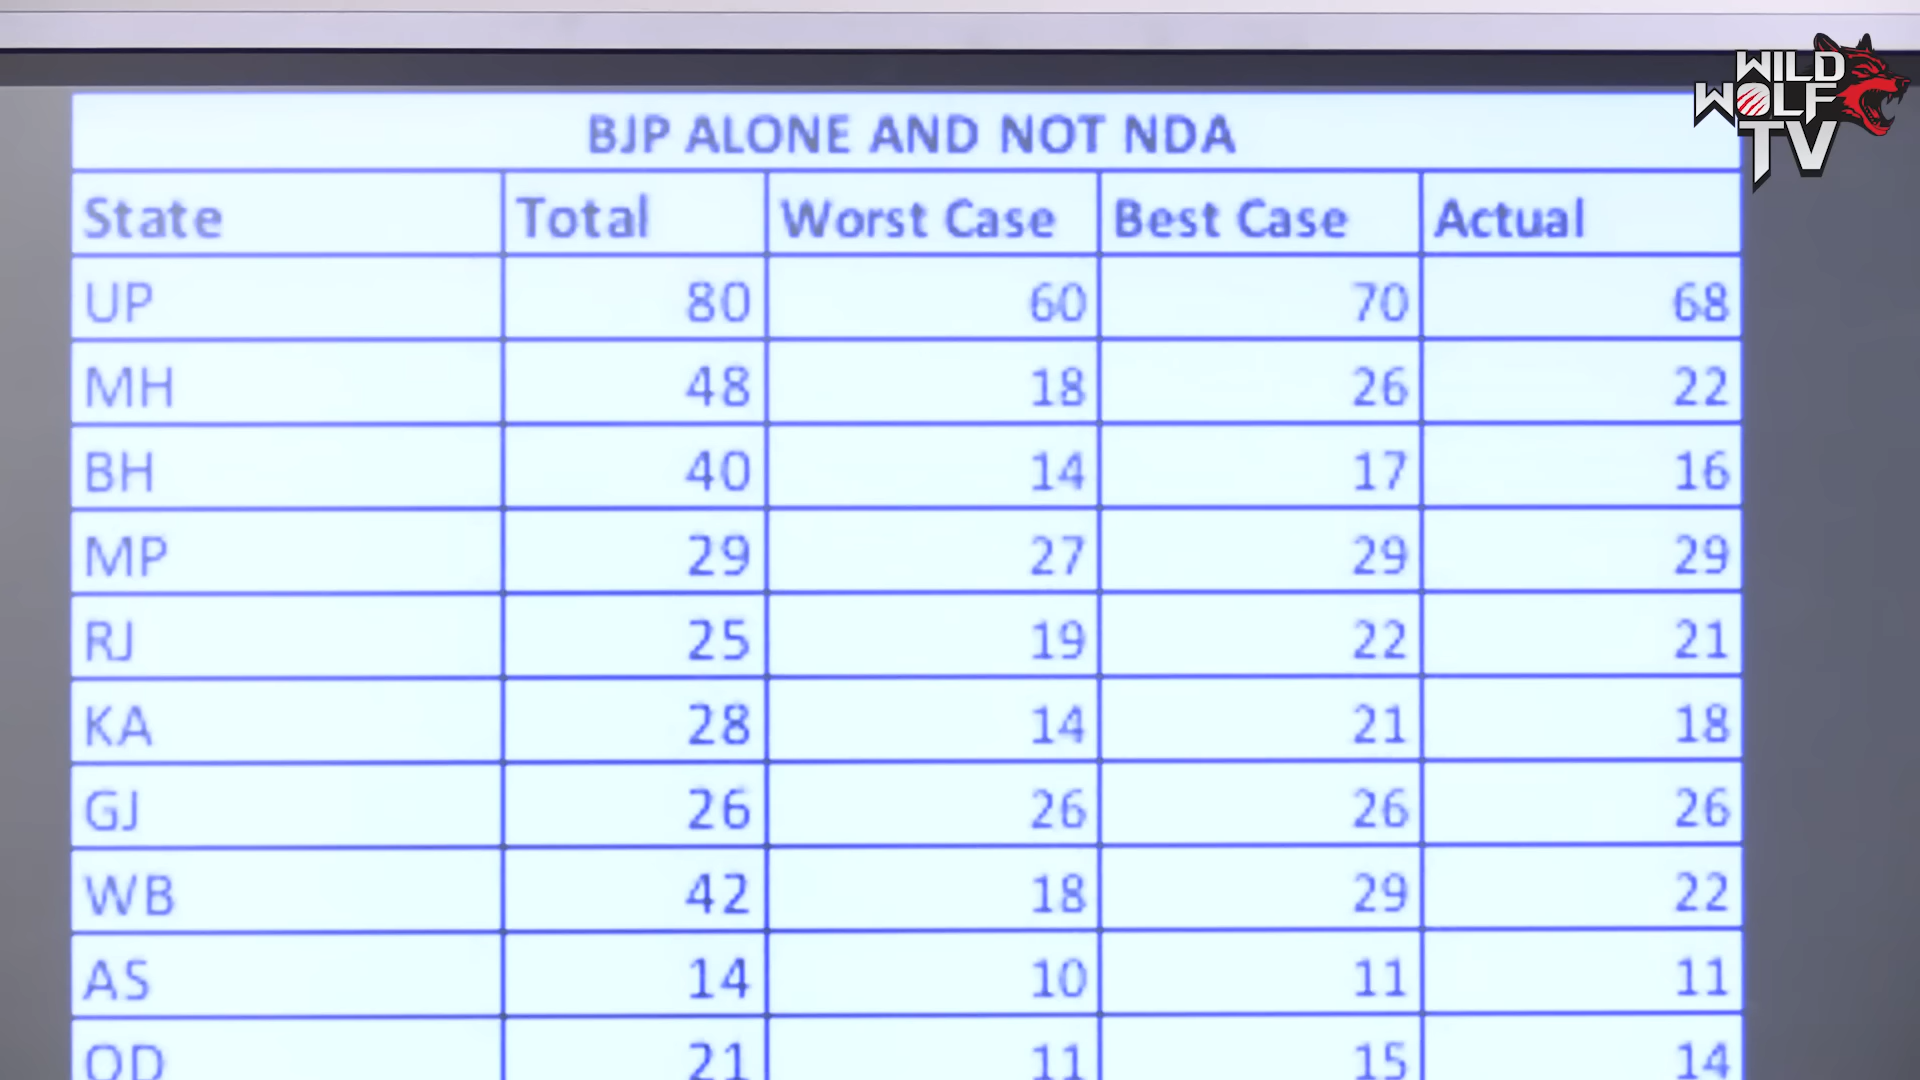 WILD
WOLF
TV
BJP ALONE AND NOT NDA
State Total Worst Case Best Case Actual
UP 80 60 70 68
MH 48 18 26 22
BH 40 14 17 16
MP 29 27 29 29
RJ 25 19 22 21
KA 28 14 21 18
GJ 26 26 26 26
WB 42 18 29 22
AS 14 10 11 11
OD 21 11 15 14